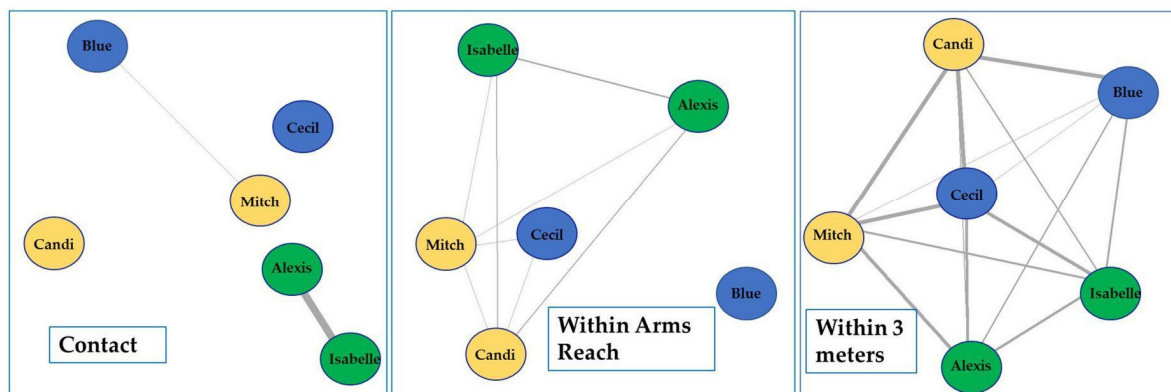 Blue
Cecil
Mitch
Candi
Alexis
Isabelle
Contact
Isabelle
Alexis
Mitch
Cecil
Blue
Candi
Within Arms
Reach
Candi
Blue
Cecil
Mitch
Isabelle
Alexis
Within 3
meters